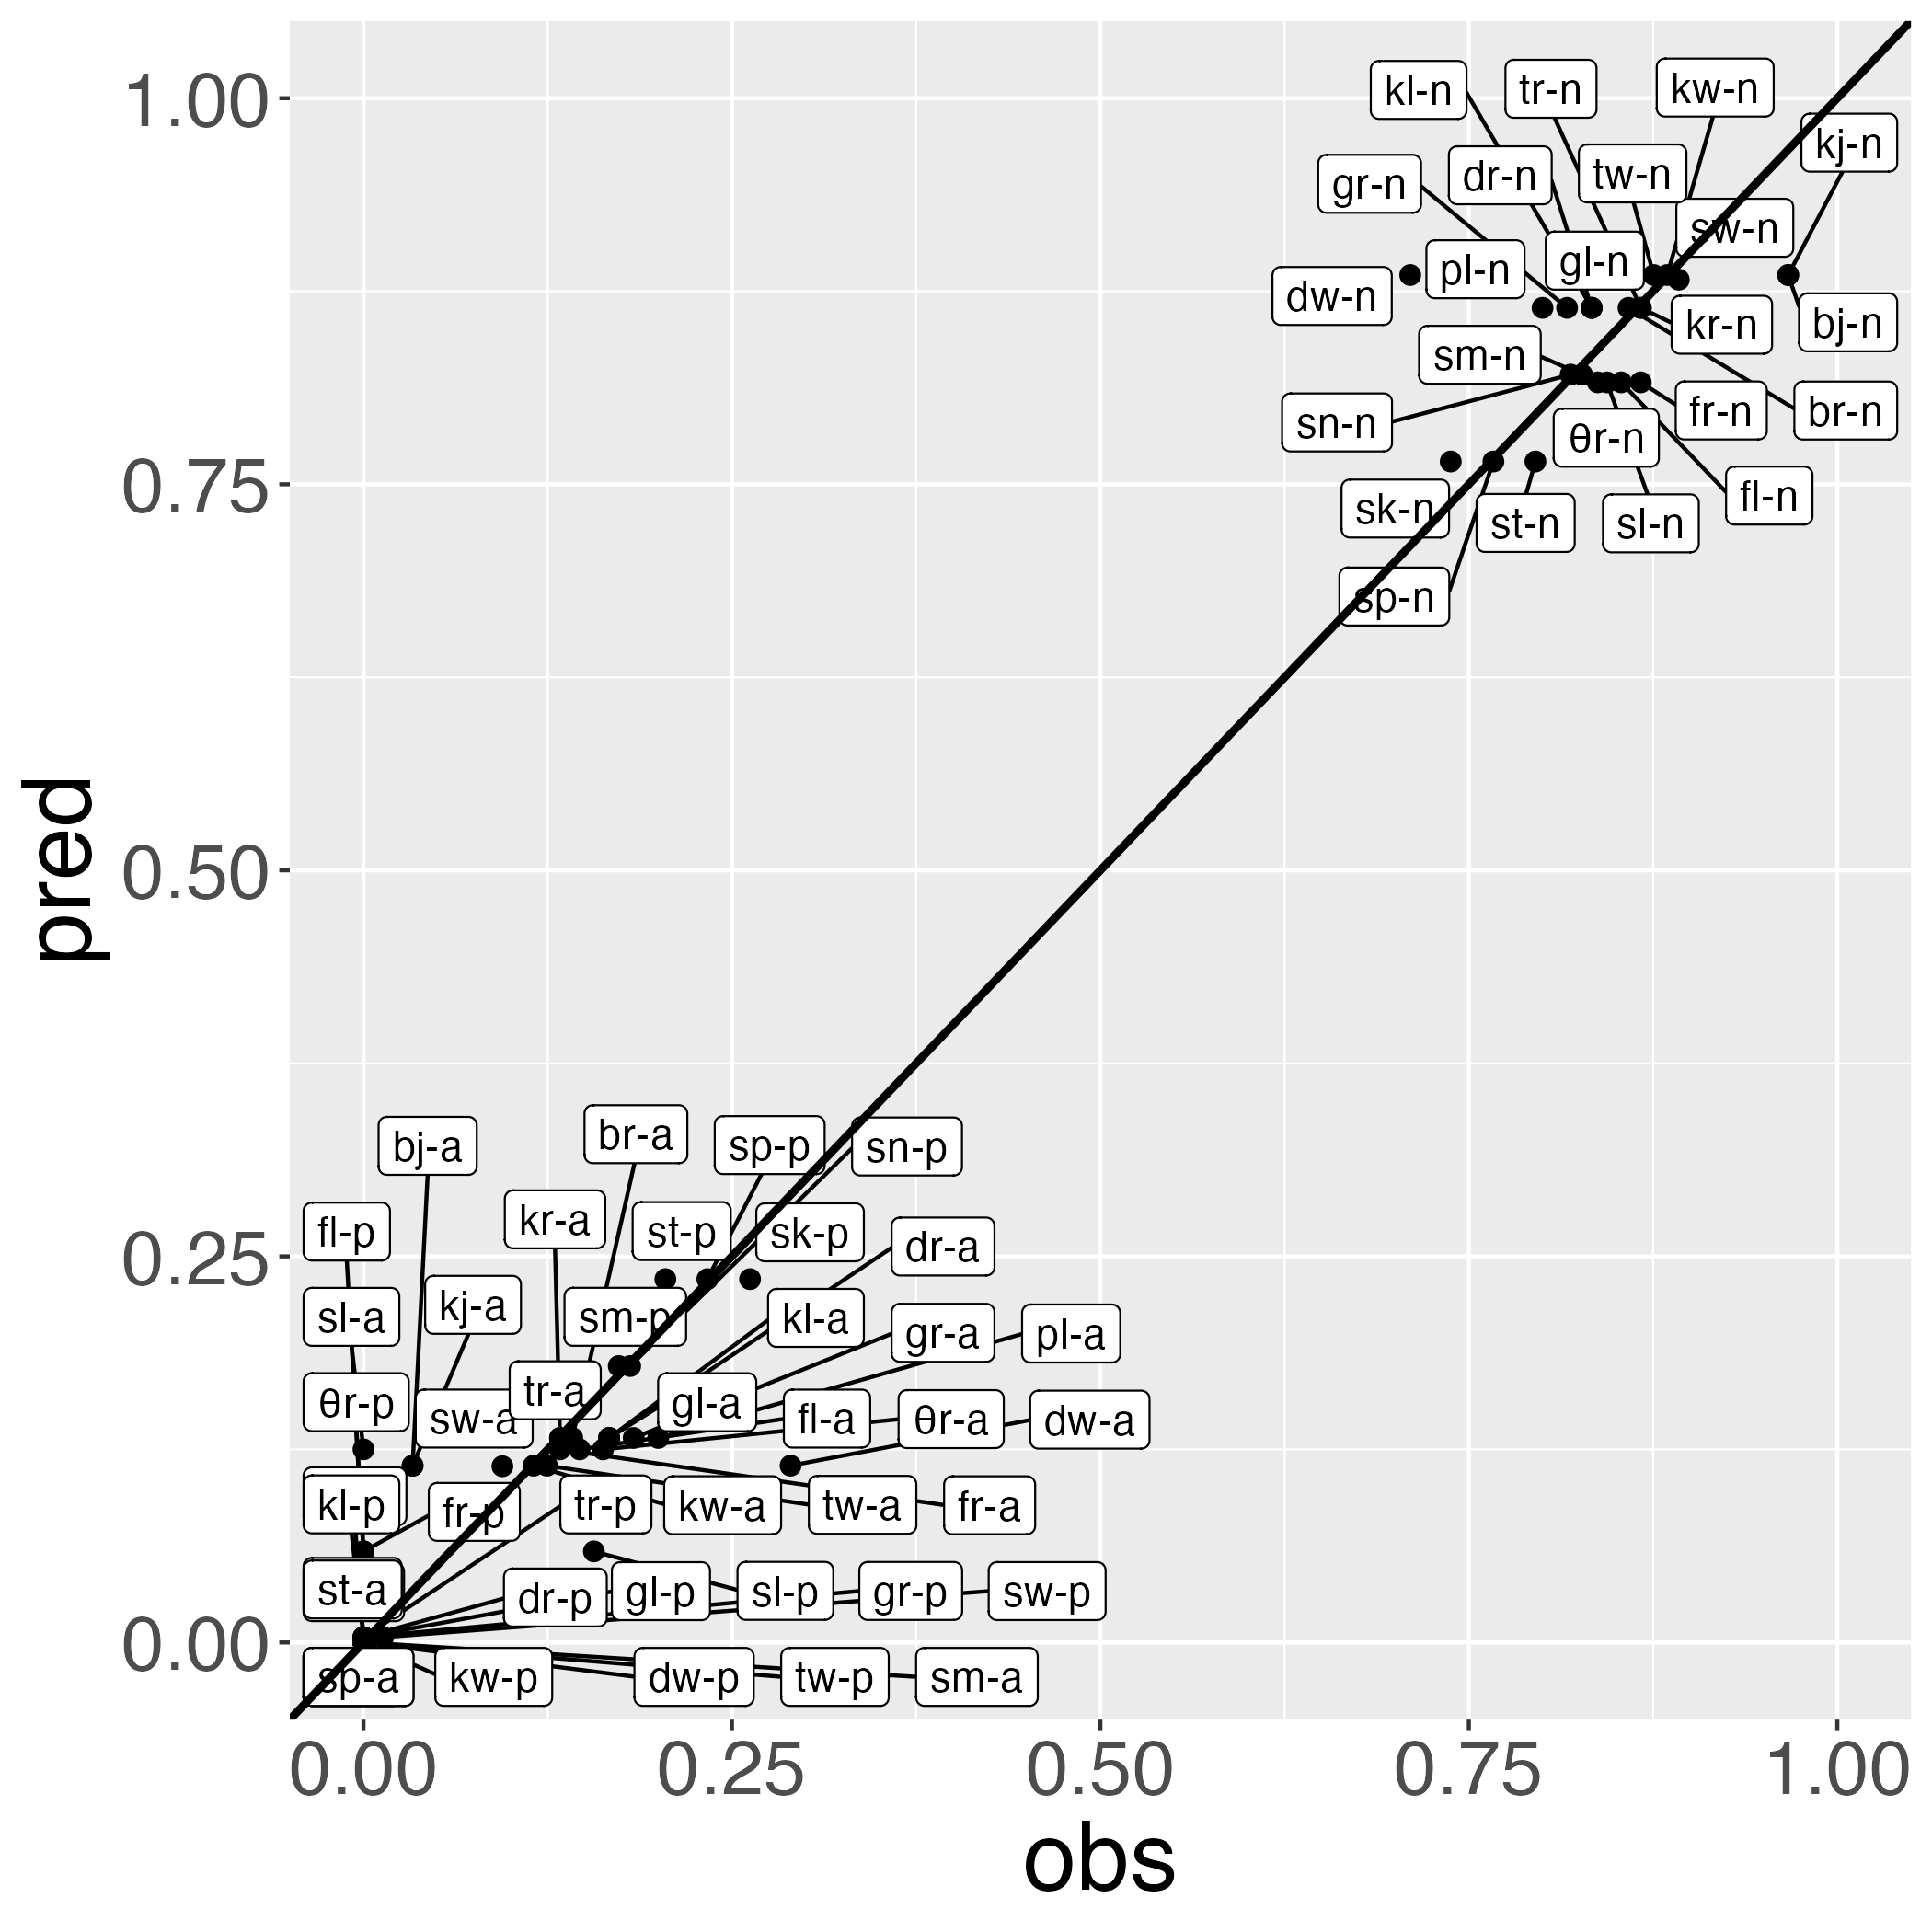 kl-n
tr-n
kw-n
1.00
kj-n
gr-n
dr-n
tw-n
sw-n
dw-n
pl-n
gl-n
kr-n
bj-n
sm-n
sn-n
θr-n
fr-n
br-n
0.75
sk-n
st-n
sl-n
fl-n
sp-n
pred
0.50
bj-a
br-a
sp-p
sn-p
fl-p
kr-a
st-p
sk-p
dr-a
0.25
sl-a
kj-a
sm-p
kl-a
gr-a
pl-a
θr-p
sw-a
tr-a
gl-a
fl-a
θr-a
dw-a
kl-p
fr-p
tr-p
kw-a
tw-a
fr-a
st-a
dr-p
gl-p
sl-p
gr-p
sw-p
0.00
sp-a
kw-p
dw-p
tw-p
sm-a
0.00
0.25
0.50
0.75
1.00
obs